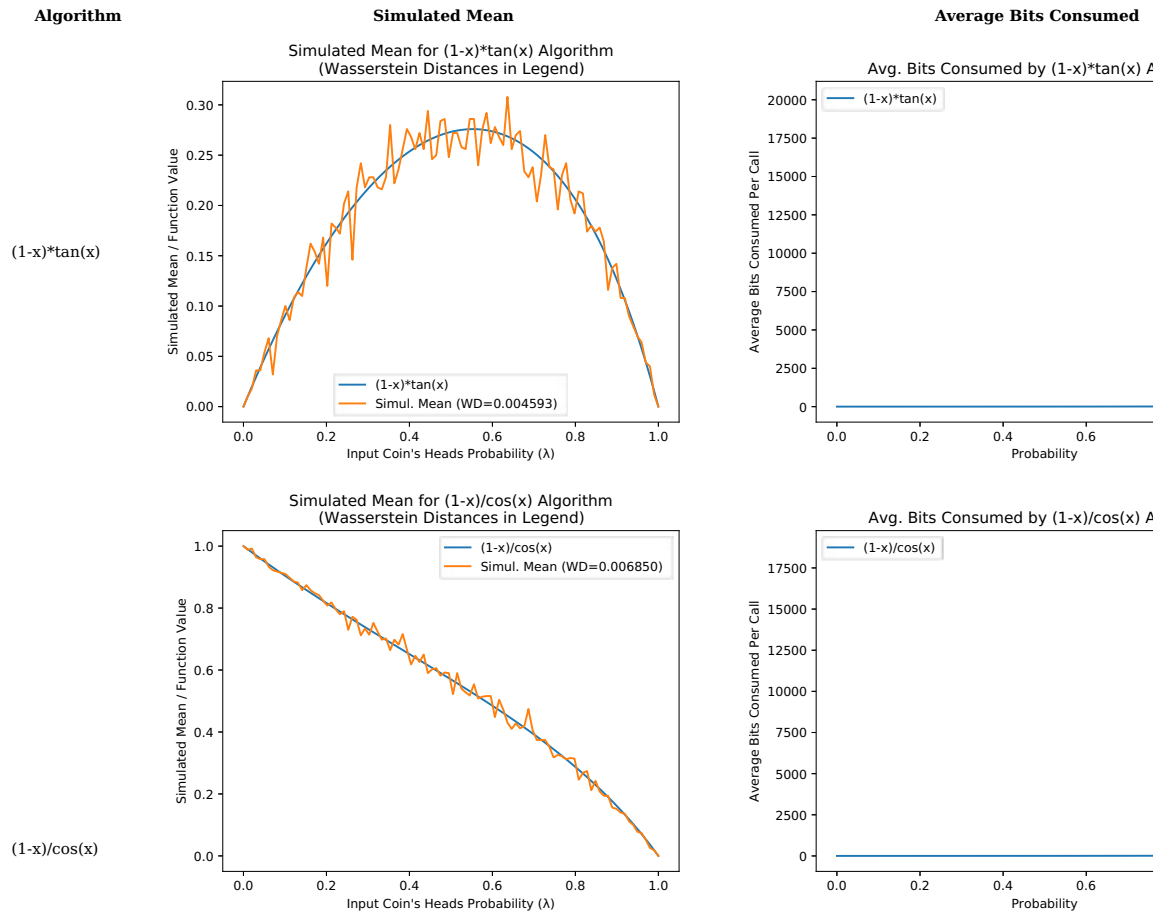 Algorithm
Simulated Mean
Average Bits Consumed
(1-x)*tan(x)
Simulated Mean for (1-x)*tan(x) Algorithm
(Wasserstein Distances in Legend)
Simulated Mean / Function Value
0.30
0.25
0.20
0.15
0.10
0.05
0.00
(1-x)*tan(x)
Simul. Mean (WD=0.004593)
0.0 0.2 0.4 0.6 0.8 1.0
Input Coin's Heads Probability (λ)
Avg. Bits Consumed by (1-x)*tan(x) A
(1-x)*tan(x)
Average Bits Consumed Per Call
20000
17500
15000
12500
10000
7500
5000
2500
0
0.0 0.2 0.4 0.6
Probability
(1-x)/cos(x)
Simulated Mean for (1-x)/cos(x) Algorithm
(Wasserstein Distances in Legend)
Simulated Mean / Function Value
1.0
0.8
0.6
0.4
0.2
0.0
(1-x)/cos(x)
Simul. Mean (WD=0.006850)
0.0 0.2 0.4 0.6 0.8 1.0
Input Coin's Heads Probability (λ)
Avg. Bits Consumed by (1-x)/cos(x) A
(1-x)/cos(x)
Average Bits Consumed Per Call
17500
15000
12500
10000
7500
5000
2500
0
0.0 0.2 0.4 0.6
Probability